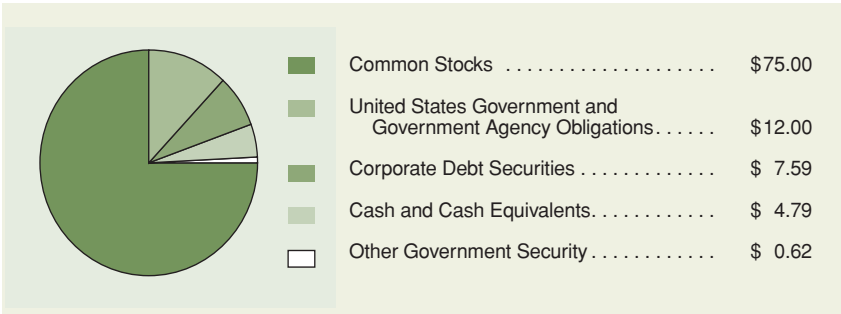 Common Stocks . . . . . . . . . . . . . . . . . . . . $75.00
United States Government and
Government Agency Obligations. . . . . . $12.00
Corporate Debt Securities . . . . . . . . . . . . . $ 7.59
Cash and Cash Equivalents. . . . . . . . . . . . $ 4.79
Other Government Security . . . . . . . . . . . . $ 0.62